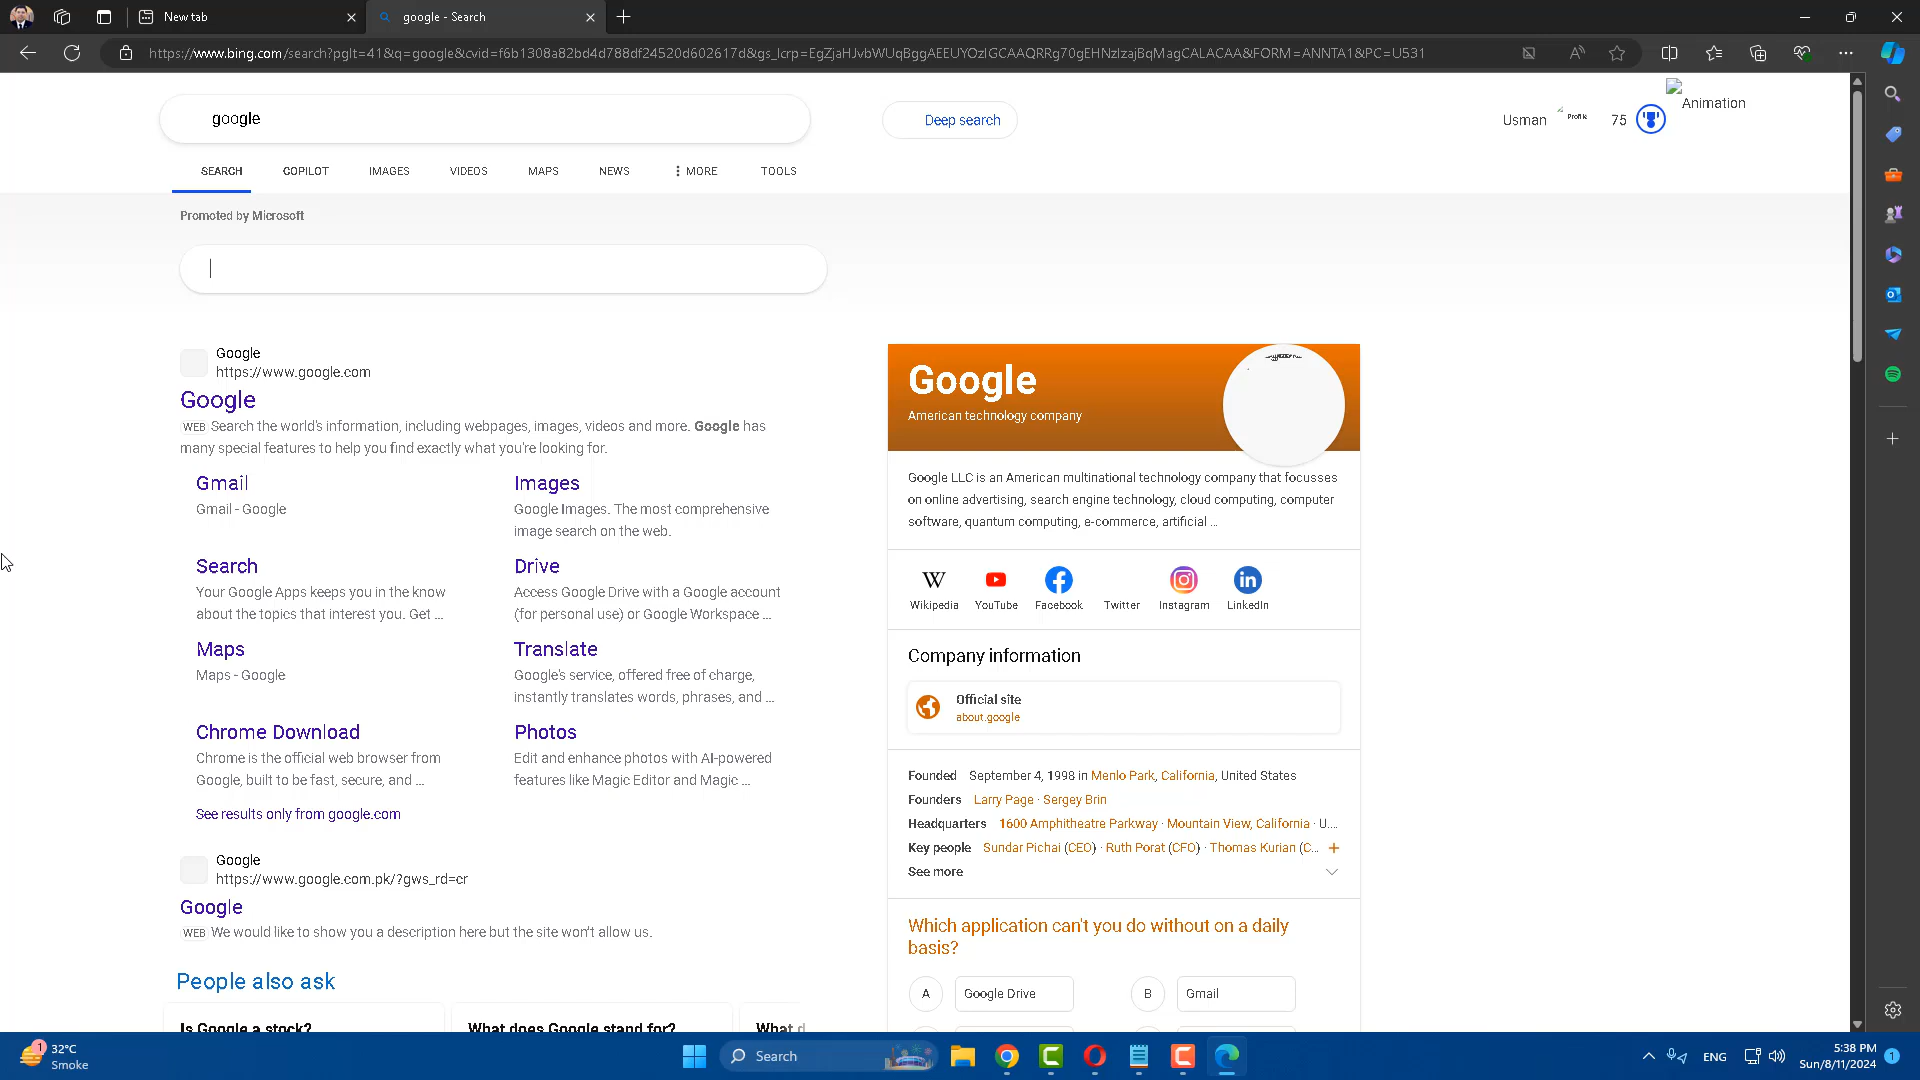 New tab
google - Search
https://www.bing.com/search?pglt=41&q=google&cvid=f6b1308a82bd4d788df24520d602617d&gs_lcrp=EgZjaHJvbWUqBggAEEUYOzIGCAAQRRg70gEHNzIzajBqMagCALACAA&FORM=ANNTA1&PC=U531
google
Deep search
Usman
Profile
75
Animation
SEARCH
COPILOT
IMAGES
VIDEOS
MAPS
NEWS
MORE
TOOLS
Promoted by Microsoft
Google
https://www.google.com
Google
WEB Search the world's information, including webpages, images, videos and more. Google has
many special features to help you find exactly what you're looking for.
Gmail
Gmail - Google
Images
Google Images. The most comprehensive
image search on the web.
Search
Your Google Apps keeps you in the know
about the topics that interest you. Get ...
Drive
Access Google Drive with a Google account
(for personal use) or Google Workspace ...
Maps
Maps - Google
Translate
Google's service, offered free of charge,
instantly translates words, phrases, and ...
Chrome Download
Chrome is the official web browser from
Google, built to be fast, secure, and ...
Photos
Edit and enhance photos with AI-powered
features like Magic Editor and Magic ...
See results only from google.com
Google
https://www.google.com.pk/?gws_rd=cr
Google
WEB We would like to show you a description here but the site won't allow us.
People also ask
Is Google a stock?
What does Google stand for?
What d
Google
American technology company
Google LLC is an American multinational technology company that focusses
on online advertising, search engine technology, cloud computing, computer
software, quantum computing, e-commerce, artificial ...
W
Wikipedia
YouTube
Facebook
Twitter
Instagram
in
LinkedIn
Company information
Official site
about.google
Founded September 4, 1998 in Menlo Park, California, United States
Founders Larry Page · Sergey Brin
Headquarters 1600 Amphitheatre Parkway · Mountain View, California · U....
Key people Sundar Pichai (CEO) · Ruth Porat (CFO) · Thomas Kurian (C...
See more
Which application can't you do without on a daily
basis?
A Google Drive
B Gmail
1
32°C
Smoke
Search
ENG
5:38 PM
Sun/8/11/2024
1